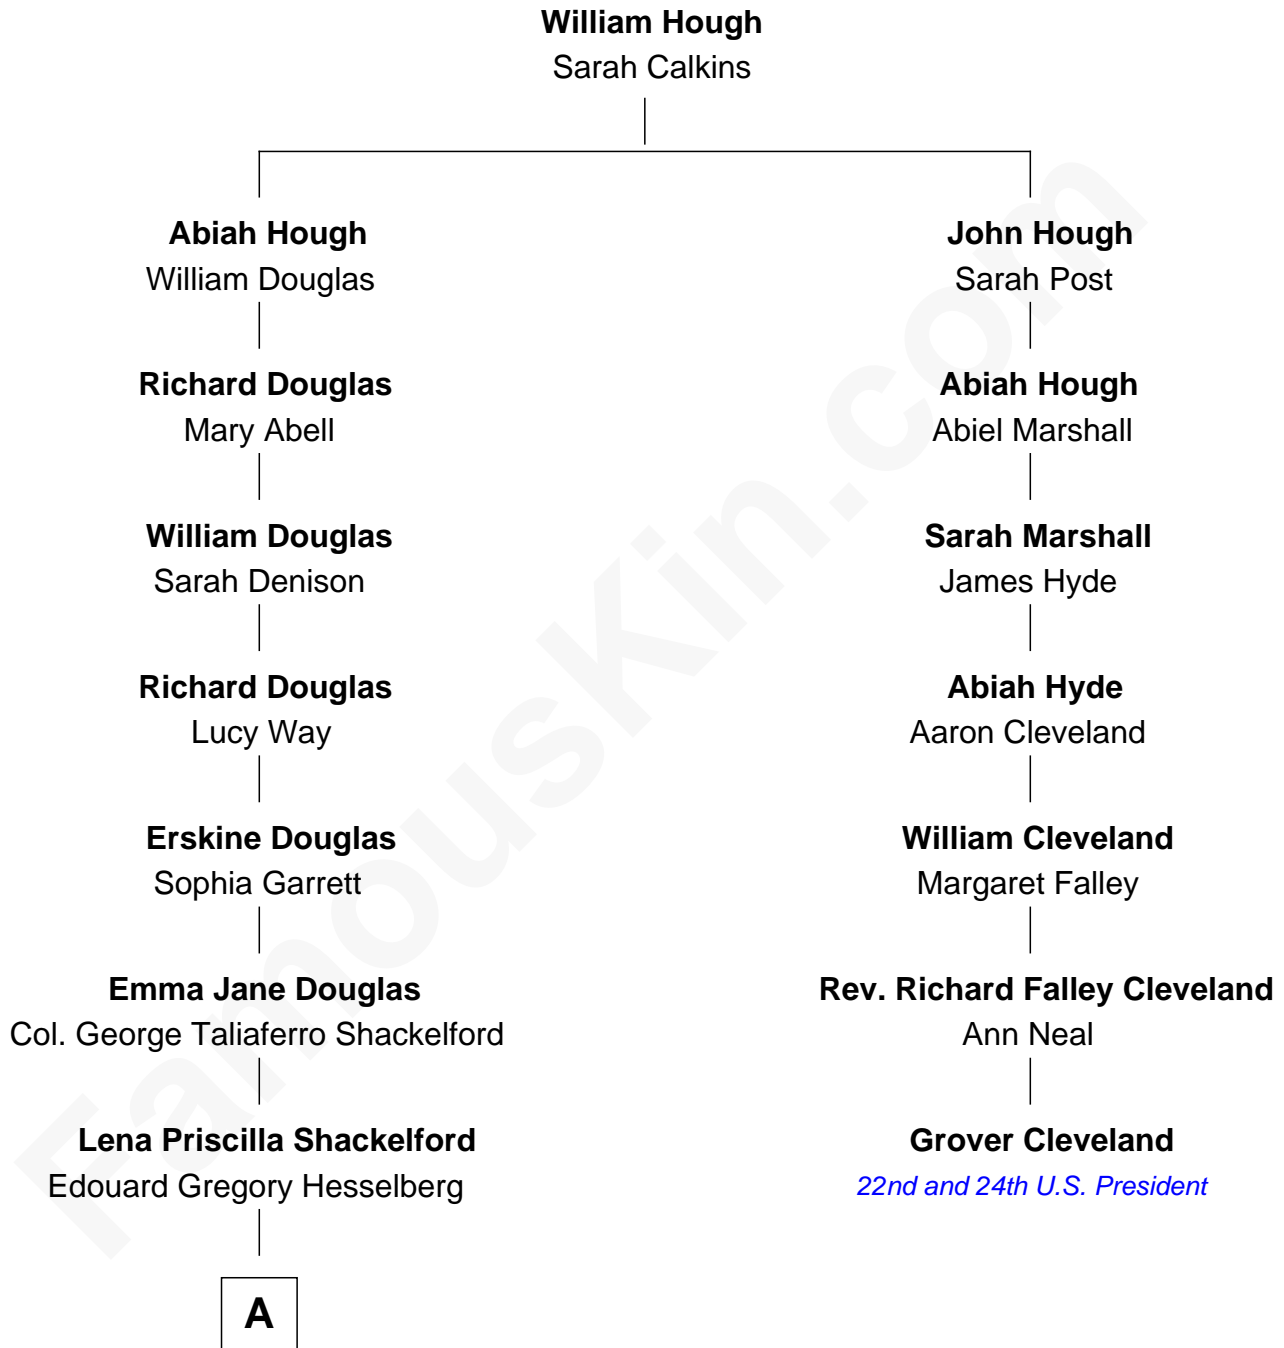 William Hough
Sarah Calkins
Abiah Hough
William Douglas
John Hough
Sarah Post
Richard Douglas
Mary Abell
Abiah Hough
Abiel Marshall
William Douglas
Sarah Denison
Sarah Marshall
James Hyde
Richard Douglas
Lucy Way
Abiah Hyde
Aaron Cleveland
Erskine Douglas
Sophia Garrett
William Cleveland
Margaret Falley
Emma Jane Douglas
Col. George Taliaferro Shackelford
Rev. Richard Falley Cleveland
Ann Neal
Lena Priscilla Shackelford
Edouard Gregory Hesselberg
Grover Cleveland
22nd and 24th U.S. President
A
FamousKin.com